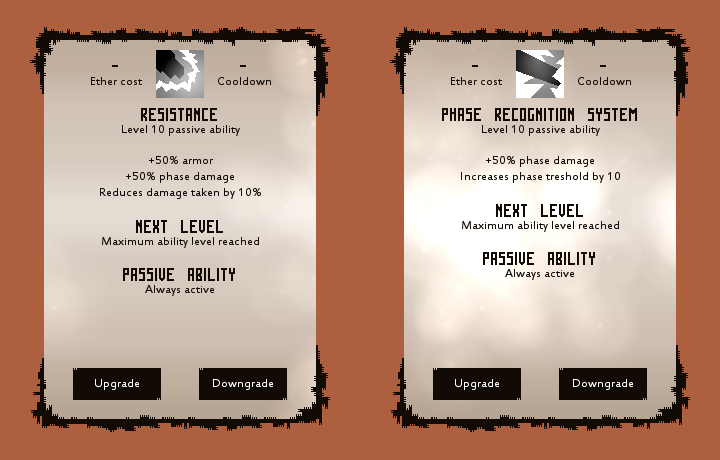 -
-
Ether cost
Cooldown
RESISTANCE
Level 10 passive ability
+50% armor
+50% phase damage
Reduces damage taken by 10%
NEXT LEVEL
Maximum ability level reached
PASSIVE ABILITY
Always active
Upgrade
Downgrade
-
-
Ether cost
Cooldown
PHASE RECOGNITION SYSTEM
Level 10 passive ability
+50% phase damage
Increases phase treshold by 10
NEXT LEVEL
Maximum ability level reached
PASSIVE ABILITY
Always active
Upgrade
Downgrade